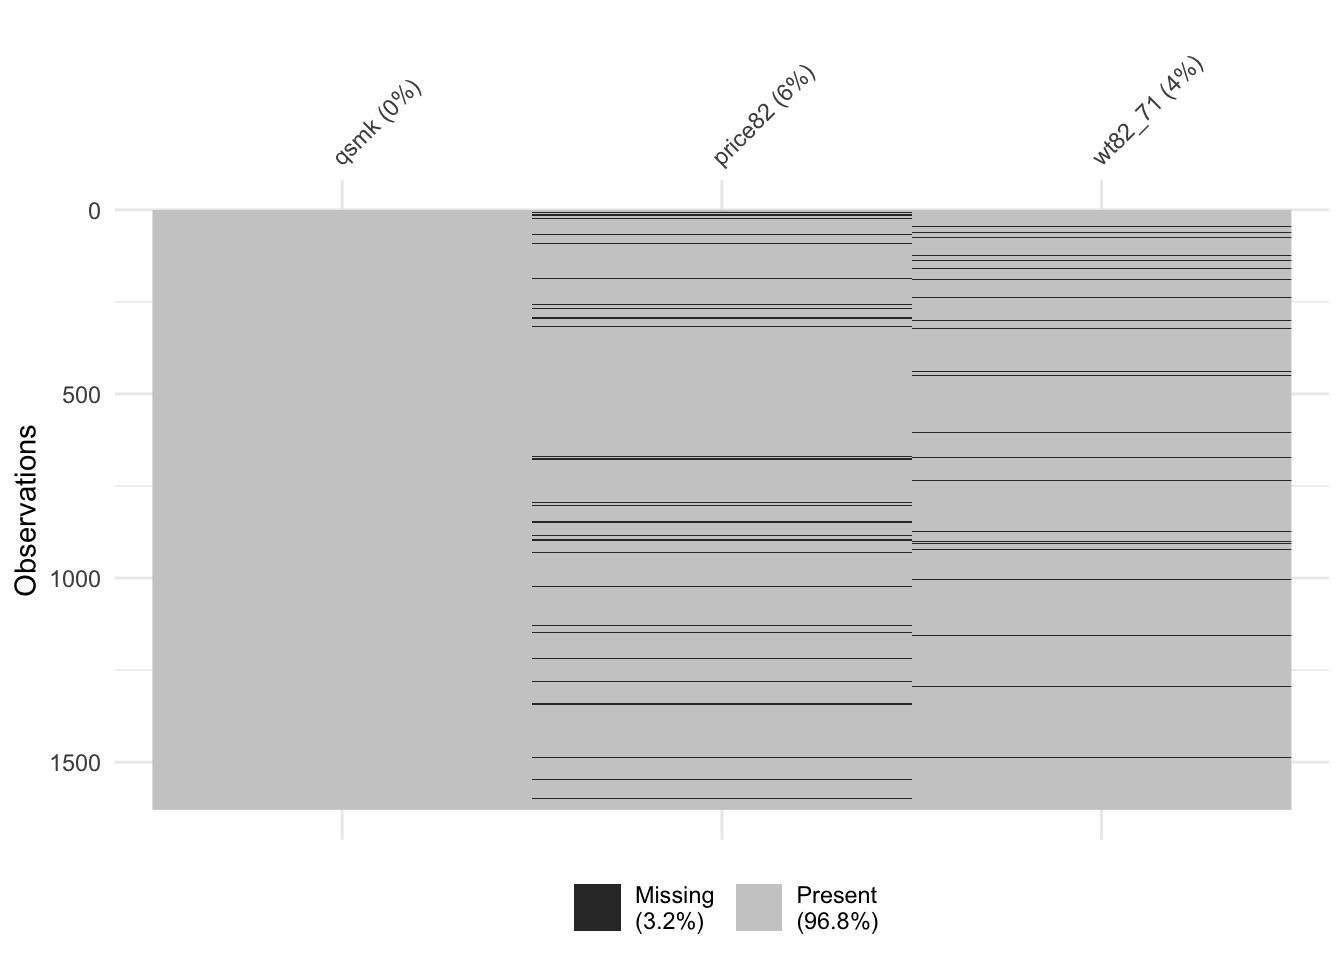 qsmk (0%)
price82 (6%)
wt82_71 (4%)
0
500
1000
1500
Observations
Missing
(3.2%)
Present
(96.8%)